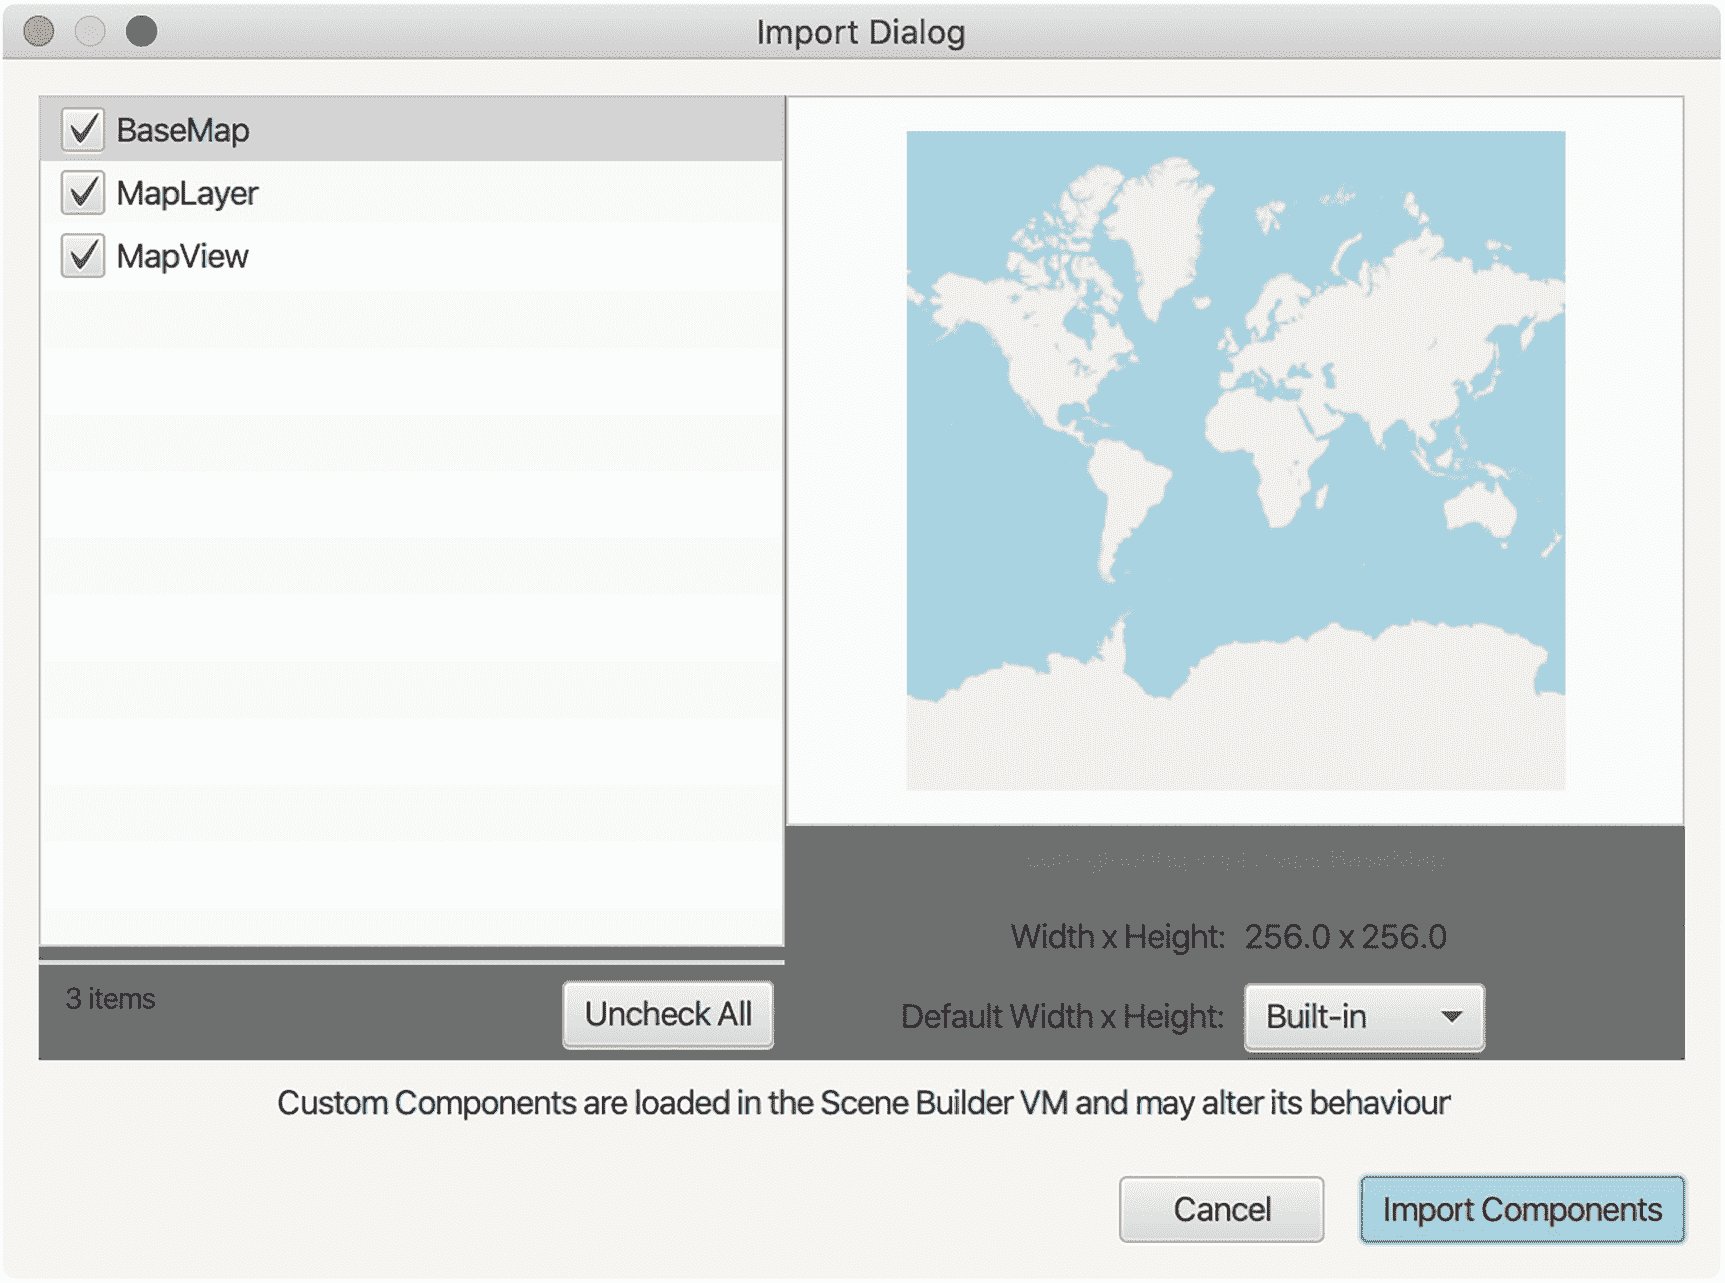 Import Dialog
BaseMap
MapLayer
MapView
Width x Height: 256.0 x 256.0
3 items
Uncheck All
Default Width x Height: Built-in
Custom Components are loaded in the Scene Builder VM and may alter its behaviour
Cancel
Import Components